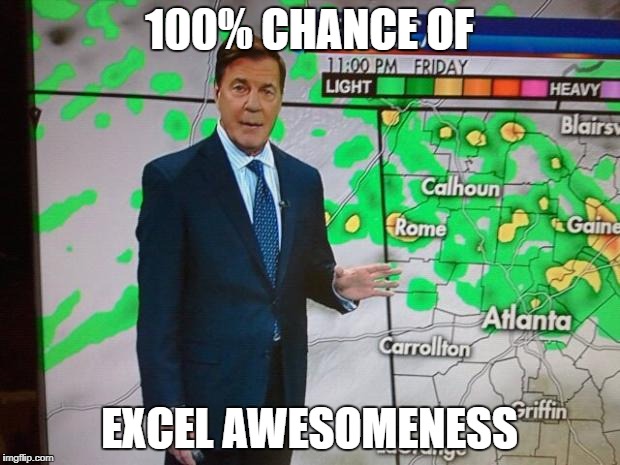 100% CHANCE OF
11:00 PM FRIDAY
LIGHT HEAVY
Blairsv
Calhoun
Rome
Gaine
Atlanta
Carrollton
EXCEL AWESOMENESS
Griffin
imgflip.com